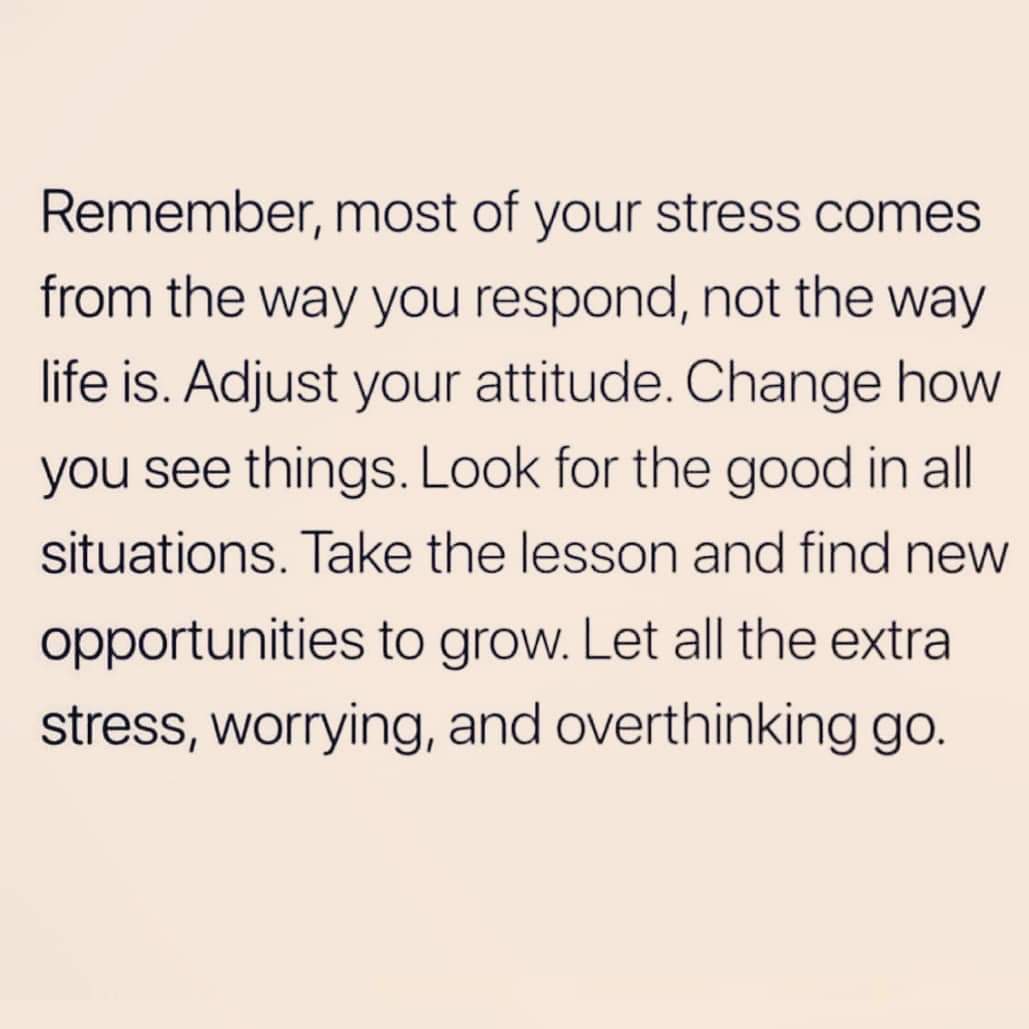 Remember, most of your stress comes
from the way you respond, not the way
life is. Adjust your attitude. Change how
you see things. Look for the good in all
situations. Take the lesson and find new
opportunities to grow. Let all the extra
stress, worrying, and overthinking go.